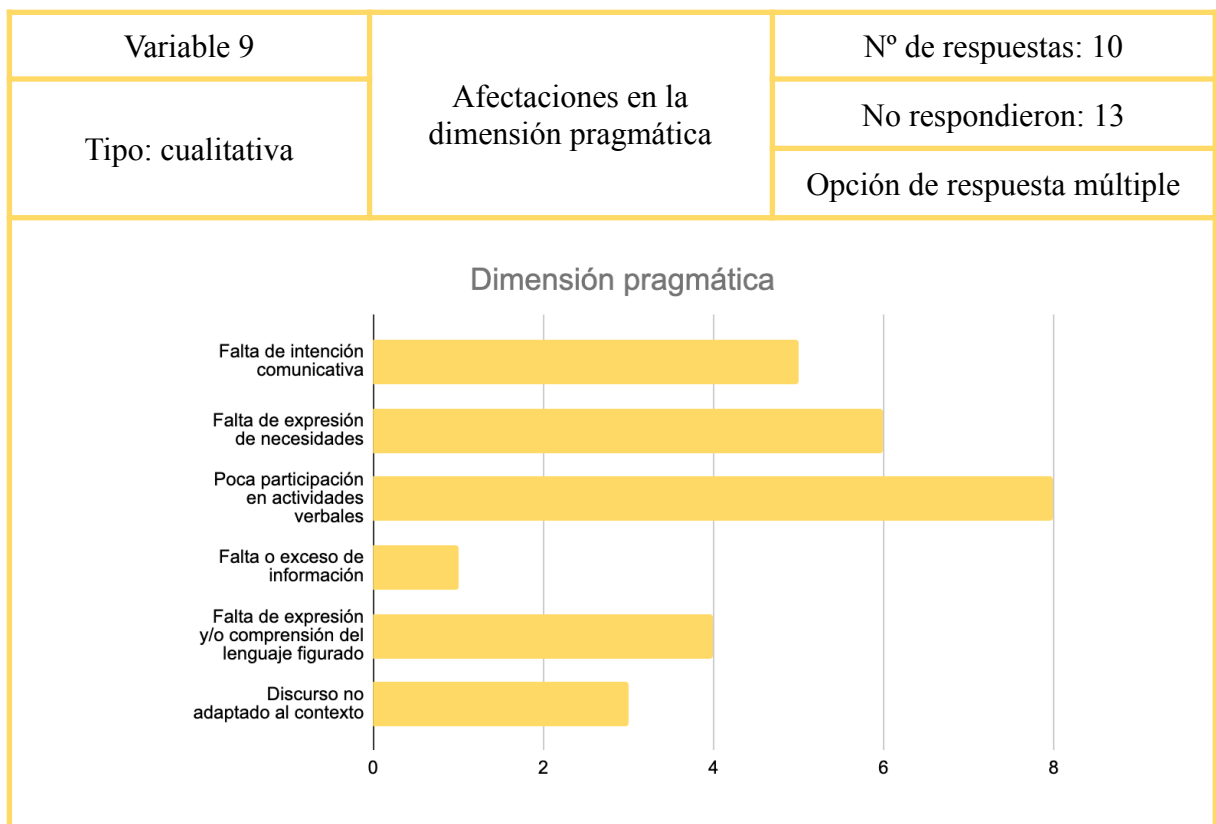 Variable 9
Tipo: cualitativa
Afectaciones en la
dimensión pragmática
Nº de respuestas: 10
No respondieron: 13
Opción de respuesta múltiple
Dimensión pragmática
Falta de intención
comunicativa
Falta de expresión
de necesidades
Poca participación
en actividades
verbales
Falta o exceso de
información
Falta de expresión
y/o comprensión del
lenguaje figurado
Discurso no
adaptado al contexto
0 2 4 6 8